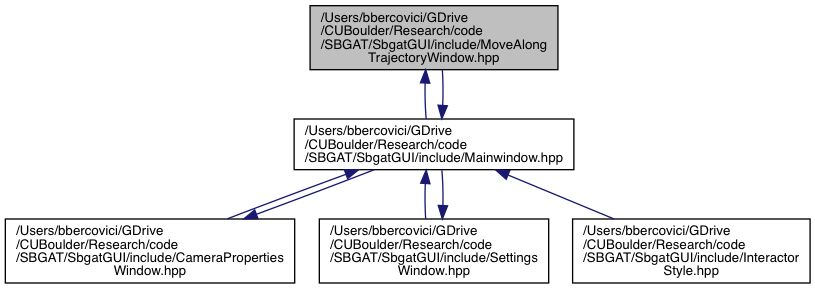 /Users/bbercovici/GDrive
/CUBoulder/Research/code
/SBGAT/SbgatGUI/include/MoveAlong
TrajectoryWindow.hpp
/Users/bbercovici/GDrive
/CUBoulder/Research/code
/SBGAT/SbgatGUI/include/Mainwindow.hpp
/Users/bbercovici/GDrive
/CUBoulder/Research/code
/SBGAT/SbgatGUI/include/CameraProperties
Window.hpp
/Users/bbercovici/GDrive
/CUBoulder/Research/code
/SBGAT/SbgatGUI/include/Settings
Window.hpp
/Users/bbercovici/GDrive
/CUBoulder/Research/code
/SBGAT/SbgatGUI/include/Interactor
Style.hpp